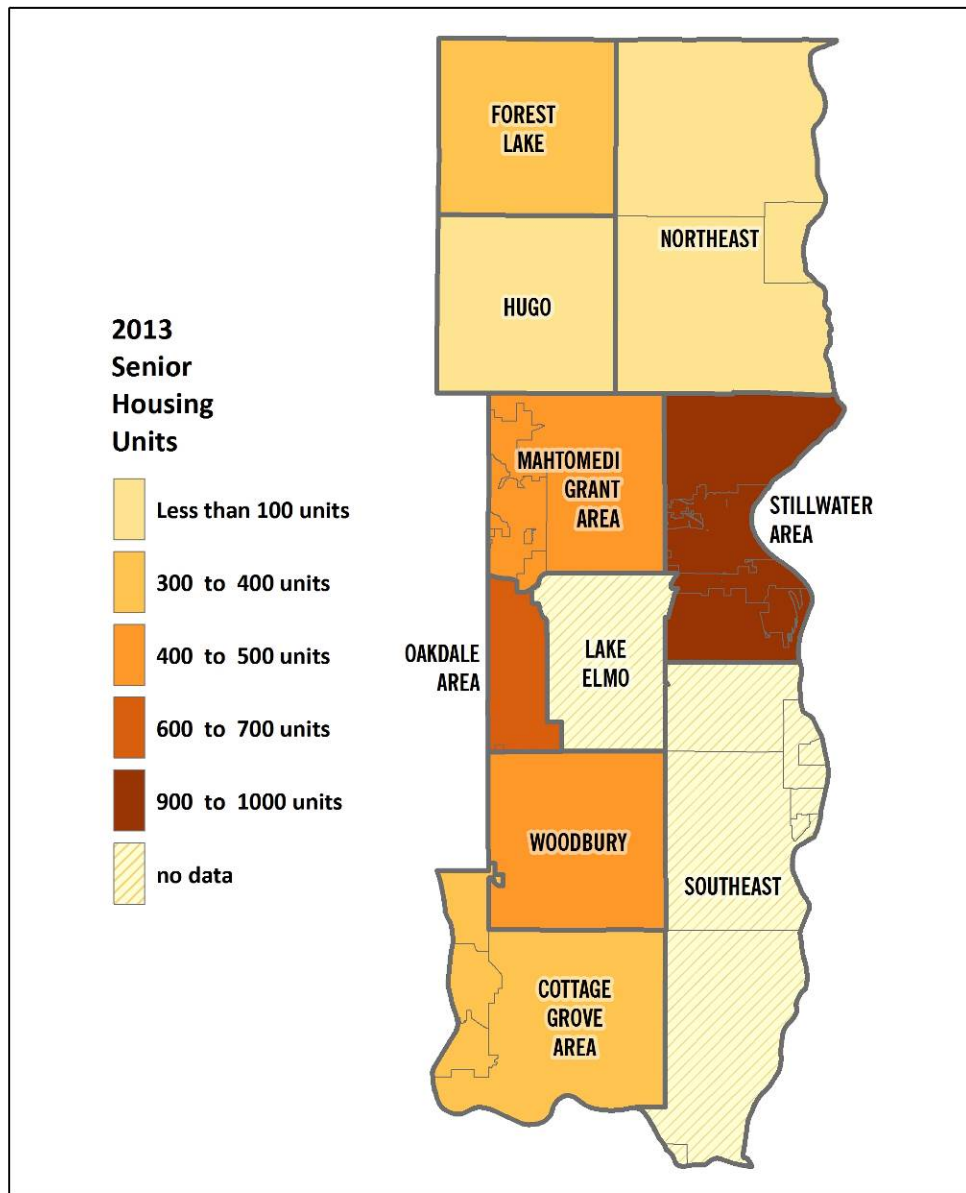 FOREST
LAKE
NORTHEAST
HUGO
2013
Senior
Housing
Units
Less than 100 units
300 to 400 units
400 to 500 units
600 to 700 units
900 to 1000 units
no data
MAHTOMEDI
GRANT
AREA
STILLWATER
AREA
OAKDALE
AREA
LAKE
ELMO
WOODBURY
SOUTHEAST
COTTAGE
GROVE
AREA